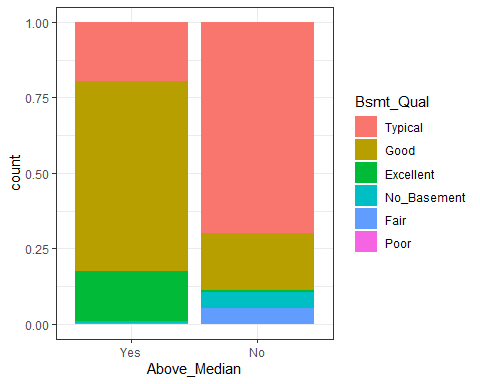 1.00
0.75
0.50
0.25
0.00
count
Yes
No
Above_Median
Bsmt_Qual
Typical
Good
Excellent
No_Basement
Fair
Poor